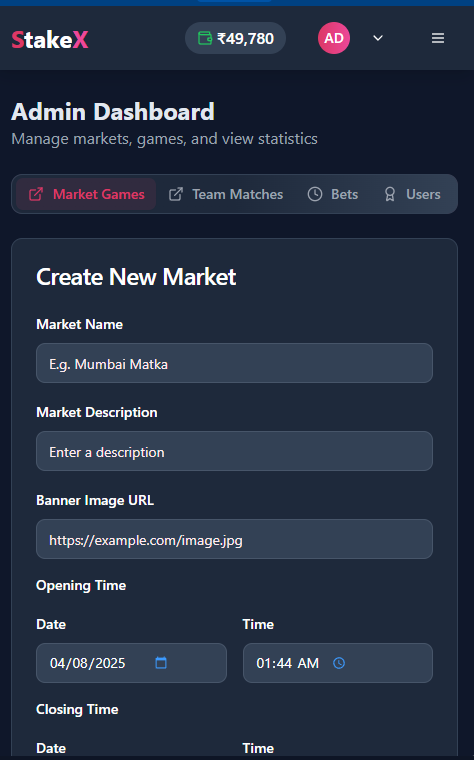 StakeX
₹49,780
AD
Admin Dashboard
Manage markets, games, and view statistics
Market Games
Team Matches
Bets
Users
Create New Market
Market Name
E.g. Mumbai Matka
Market Description
Enter a description
Banner Image URL
https://example.com/image.jpg
Opening Time
Date Time
04/08/2025 01:44 AM
Closing Time
Date Time